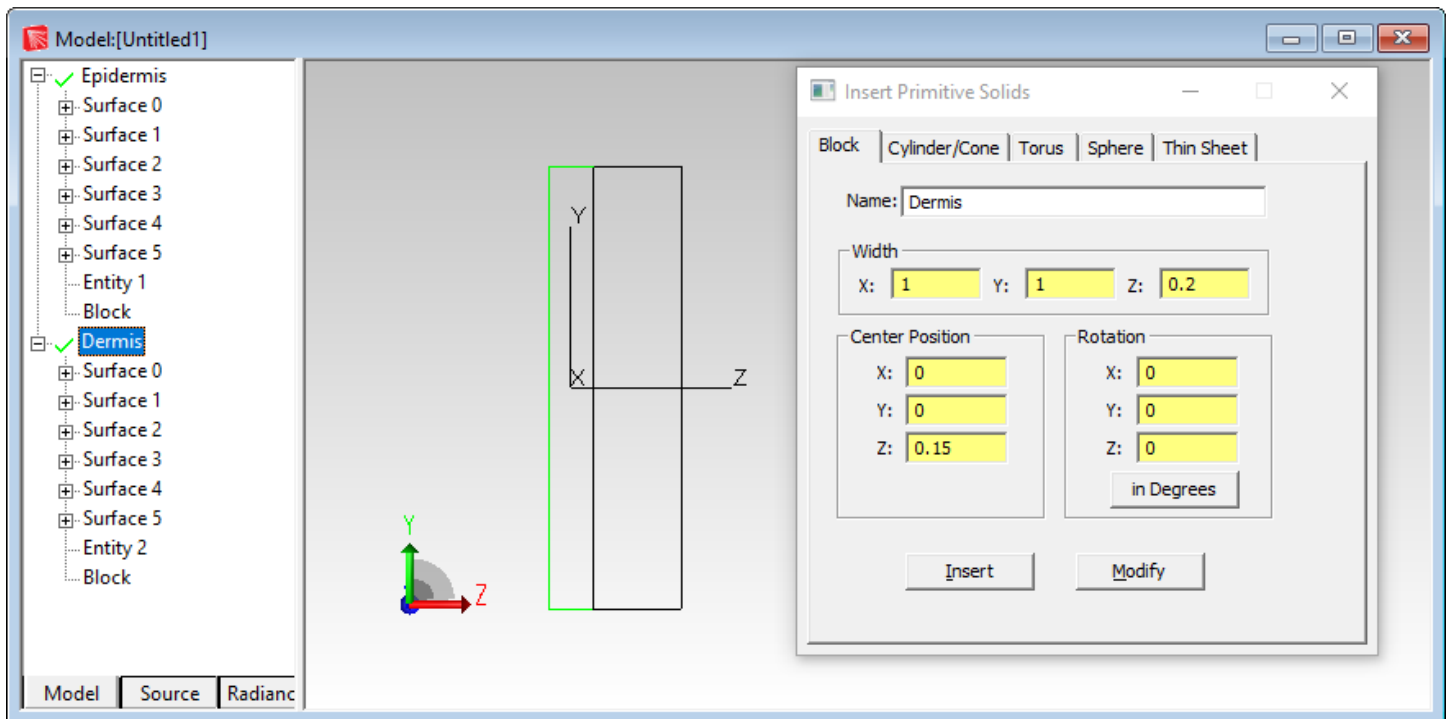 Model:[Untitled1]
Epidermis
Surface 0
Surface 1
Surface 2
Surface 3
Surface 4
Surface 5
Entity 1
Block
Dermis
Surface 0
Surface 1
Surface 2
Surface 3
Surface 4
Surface 5
Entity 2
Block
Model Source Radianc
Y
X Z
Y
Z
Insert Primitive Solids
Block Cylinder/Cone Torus Sphere Thin Sheet
Name: Dermis
Width
X: 1 Y: 1 Z: 0.2
Center Position
X: 0
Y: 0
Z: 0.15
Rotation
X: 0
Y: 0
Z: 0
in Degrees
Insert Modify